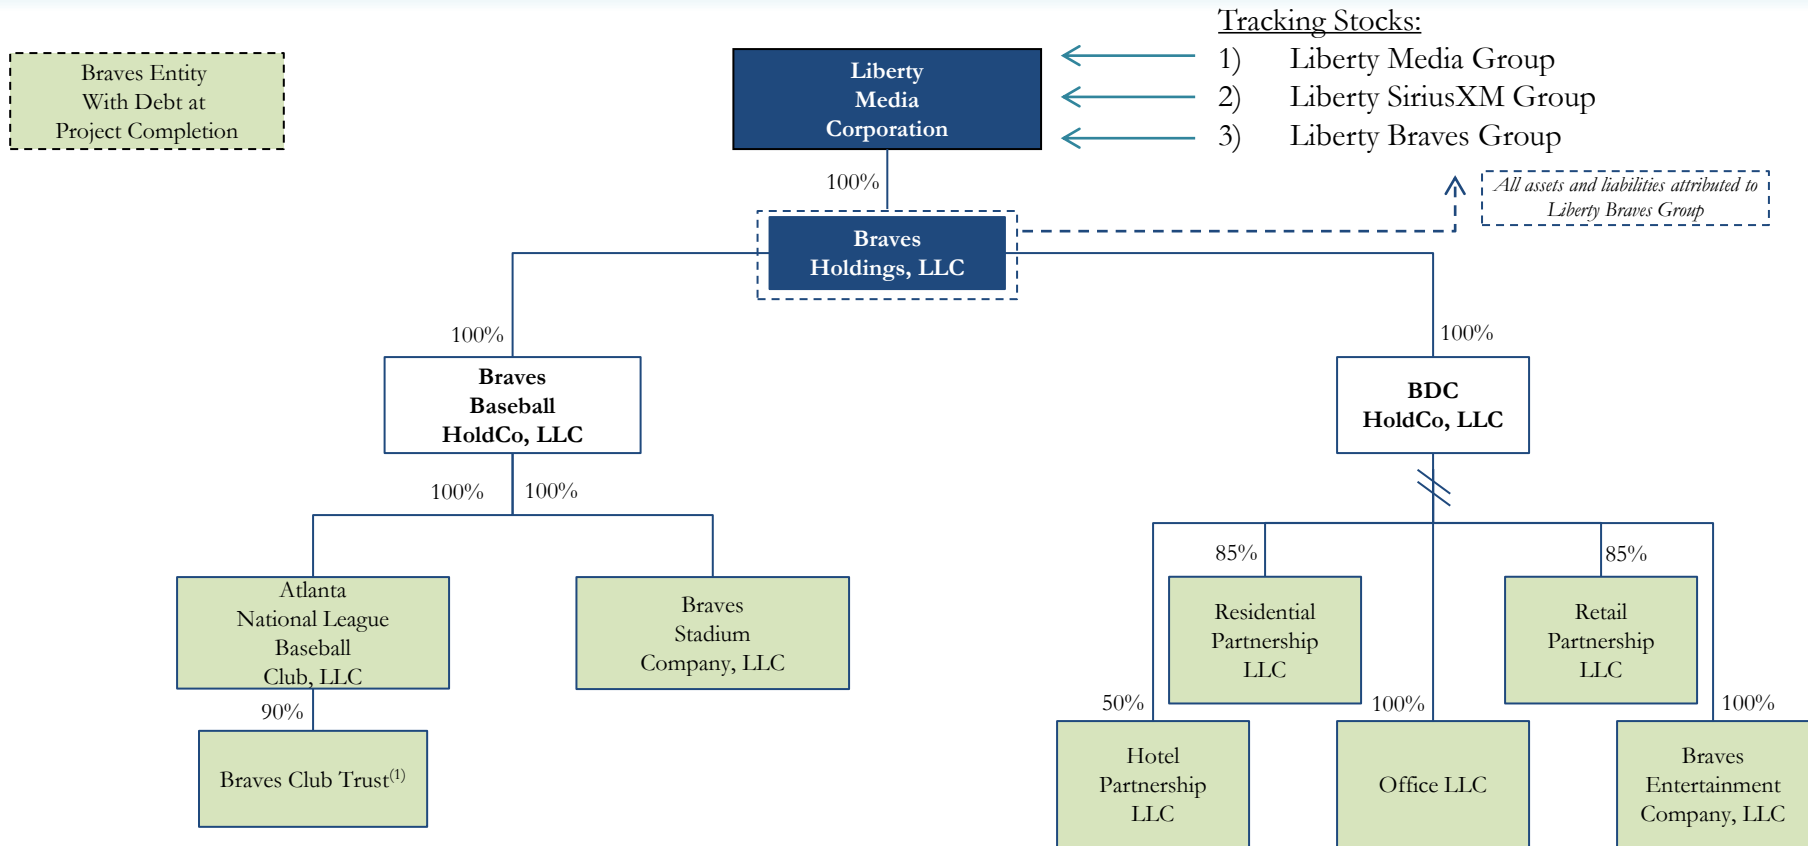 Tracking Stocks:
1) Liberty Media Group
2) Liberty SiriusXM Group
3) Liberty Braves Group
Braves Entity
With Debt at
Project Completion
Liberty
Media
Corporation
100%
All assets and liabilities attributed to
Liberty Braves Group
Braves
Holdings, LLC
100%
100%
Braves
Baseball
HoldCo, LLC
BDC
HoldCo, LLC
100%
100%
85%
85%
Atlanta
National League
Baseball
Club, LLC
Braves
Stadium
Company, LLC
Residential
Partnership
LLC
Retail
Partnership
LLC
90%
50%
100%
100%
Braves Club Trust(1)
Hotel
Partnership
LLC
Office LLC
Braves
Entertainment
Company, LLC